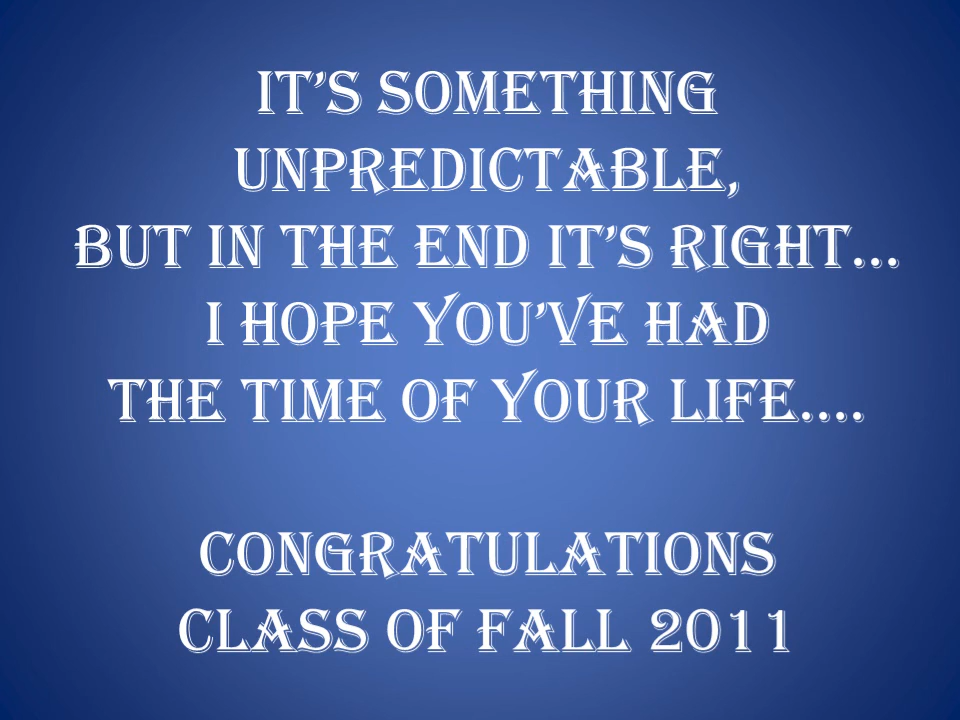 IT'S SOMETHING
UNPREDICTABLE,
BUT IN THE END IT'S RIGHT...
I HOPE YOU'VE HAD
THE TIME OF YOUR LIFE....
CONGRATULATIONS
CLASS OF FALL 2011